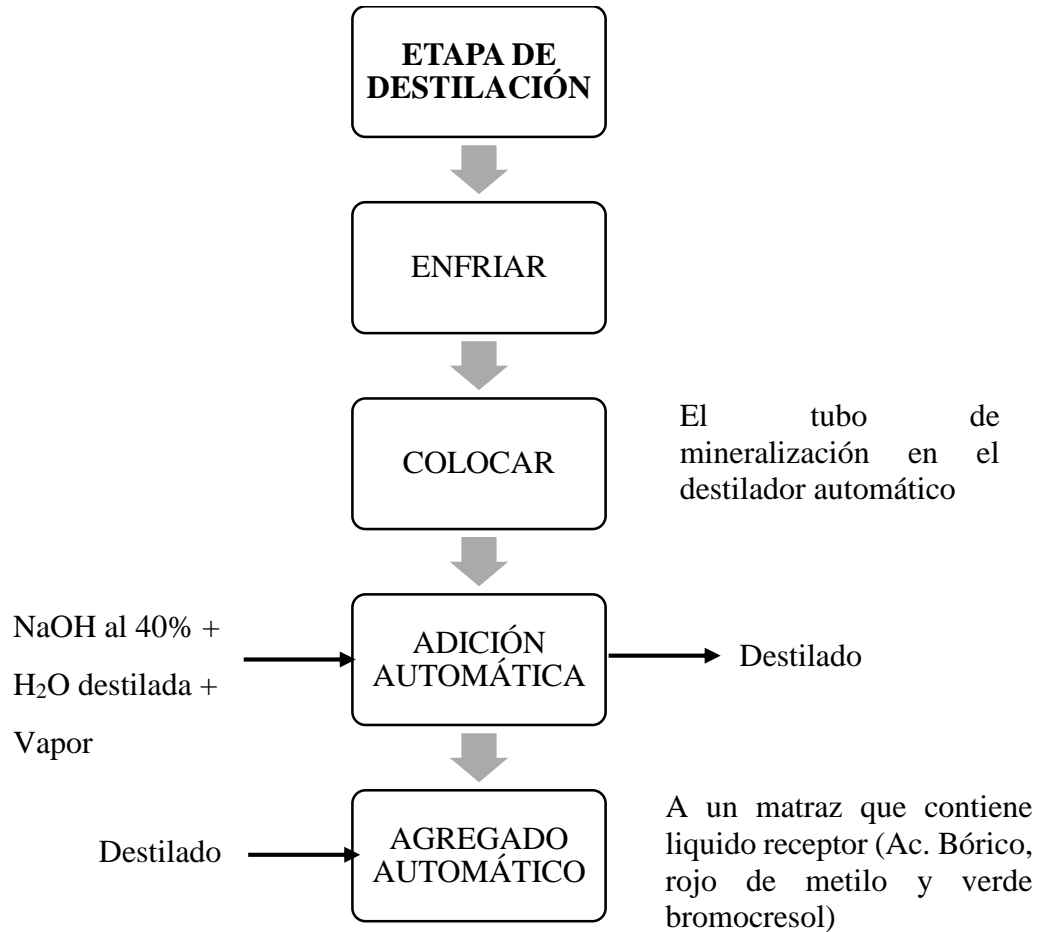 ETAPA DE
DESTILACIÓN
ENFRIAR
COLOCAR
El tubo de
mineralización en el
destilador automático
NaOH al 40% +
H₂O destilada +
Vapor
ADICIÓN
AUTOMÁTICA
Destilado
Destilado
AGREGADO
AUTOMÁTICO
A un matraz que contiene
liquido receptor (Ac. Bórico,
rojo de metilo y verde
bromocresol)